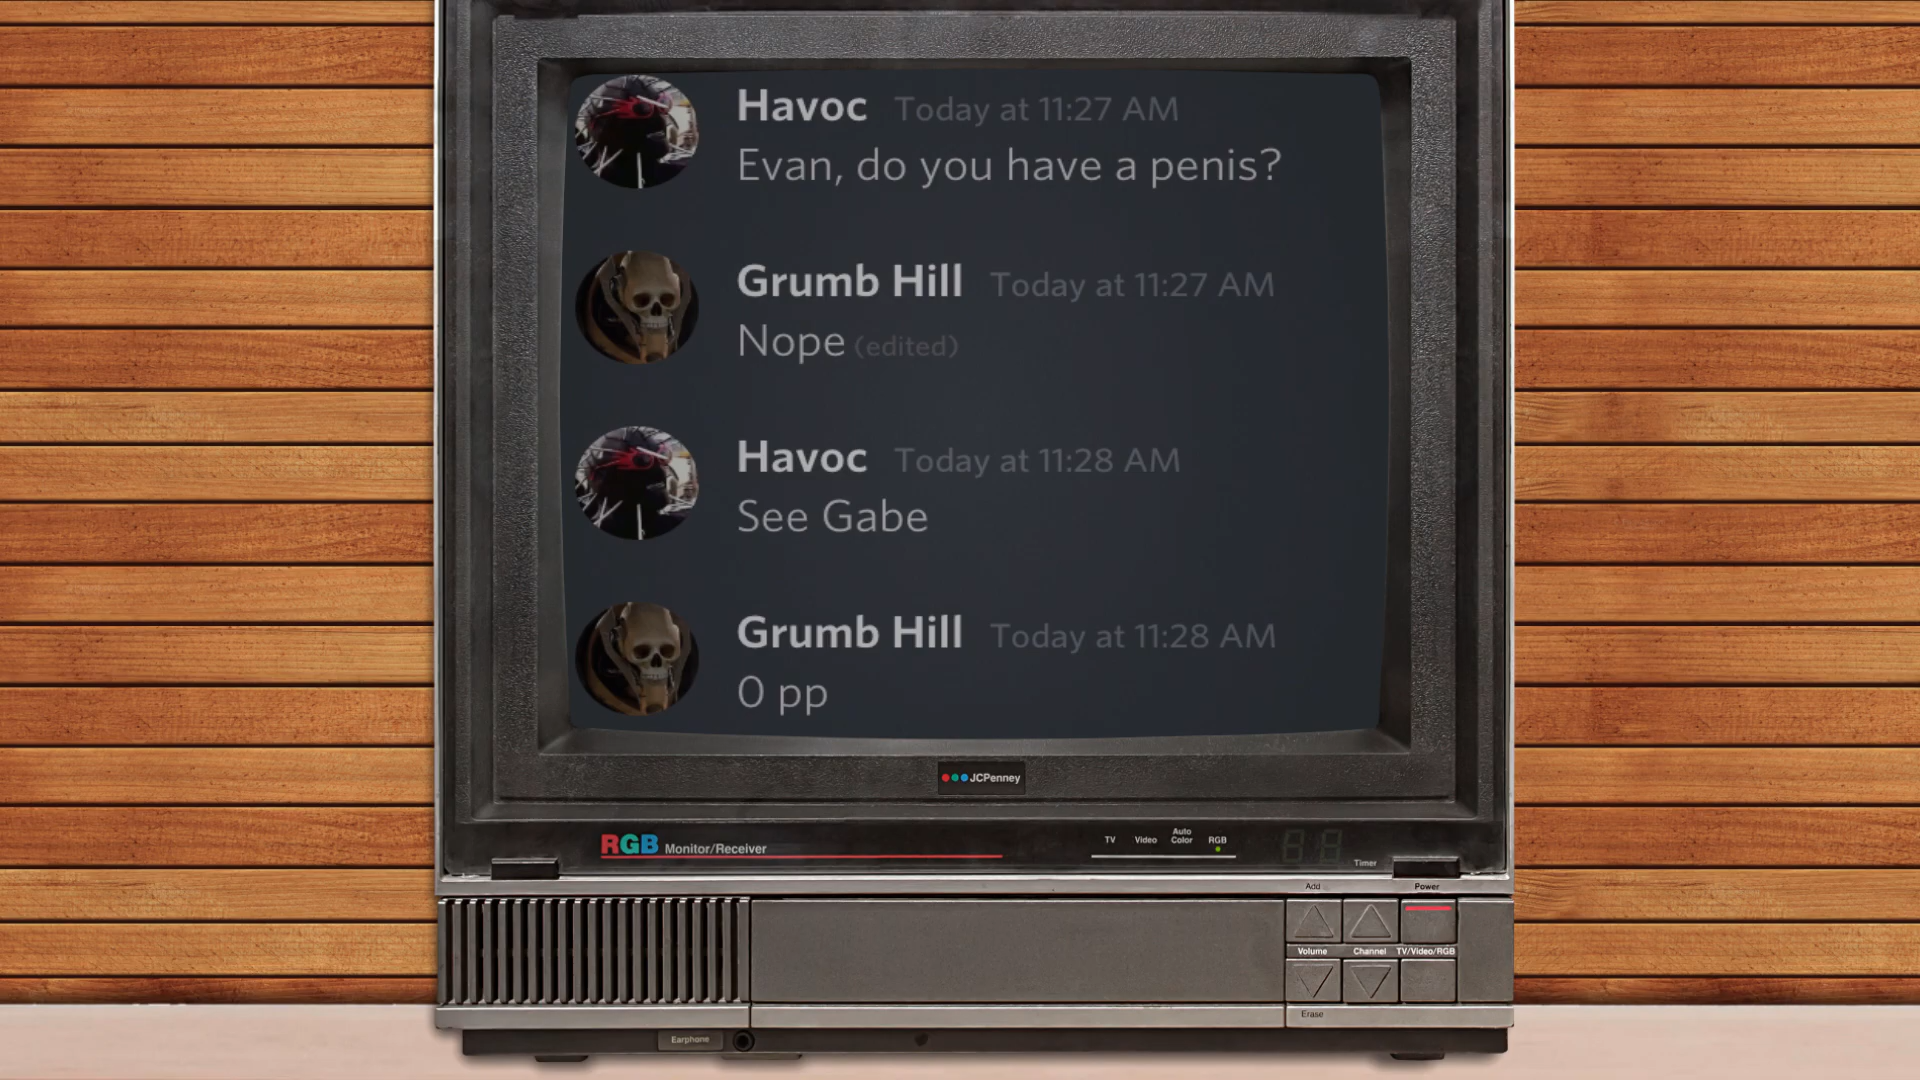 Havoc Today at 11:27 AM
Evan, do you have a penis?
Grumb Hill Today at 11:27 AM
Nope (edited)
Havoc Today at 11:28 AM
See Gabe
Grumb Hill Today at 11:28 AM
0 pp
JCPenney
RGB Monitor/Receiver
TV Video Auto Color RGB
Timer
Add Power
Volume Channel TV/Video/RGB
Erase
Earphone